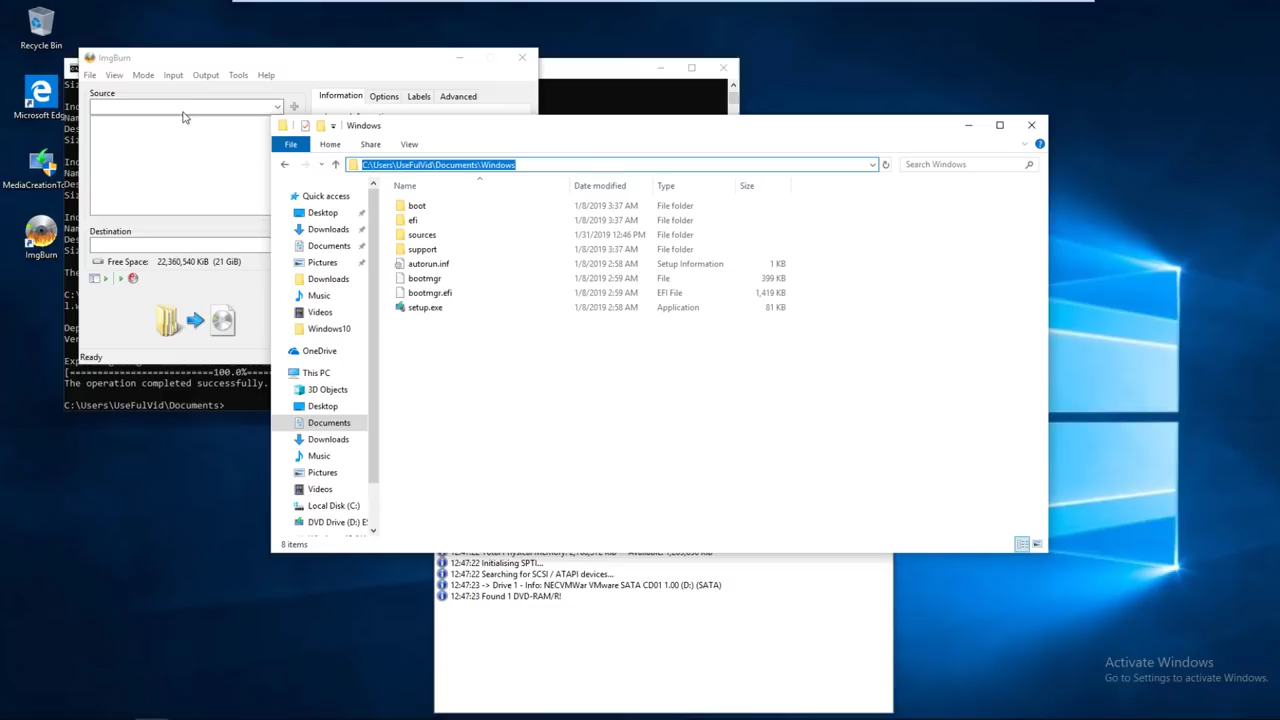 Recycle Bin
Microsoft Edg
MediaCreationTo
ImgBurn
ImgBurn
File View Mode Input Output Tools Help
Source
Information Options Labels Advanced
Destination
Free Space: 22,360,540 KiB (21 GiB)
Ready
[========================100.0%===
The operation completed successfully.
C:\Users\UseFulVid\Documents>
Windows
File Home Share View
C:\Users\UseFulVid\Documents\Windows
Search Windows
Name Date modified Type Size
boot 1/8/2019 3:37 AM File folder
efi 1/8/2019 3:37 AM File folder
sources 1/31/2019 12:46 PM File folder
support 1/8/2019 3:37 AM File folder
autorun.inf 1/8/2019 2:58 AM Setup Information 1 KB
bootmgr 1/8/2019 2:59 AM File 399 KB
bootmgr.efi 1/8/2019 2:59 AM EFI File 1,419 KB
setup.exe 1/8/2019 2:58 AM Application 81 KB
Quick access
Desktop
Downloads
Documents
Pictures
Downloads
Music
Videos
Windows10
OneDrive
This PC
3D Objects
Desktop
Documents
Downloads
Music
Pictures
Videos
Local Disk (C:)
DVD Drive (D:) ES
8 items
12:47:22 Initialising SPTI...
12:47:22 Searching for SCSI / ATAPI devices...
12:47:23 -> Drive 1 - Info: NECVMWar VMware SATA CD01 1.00 (D:) (SATA)
12:47:23 Found 1 DVD-RAM/R!
Activate Windows
Go to Settings to activate Windows.